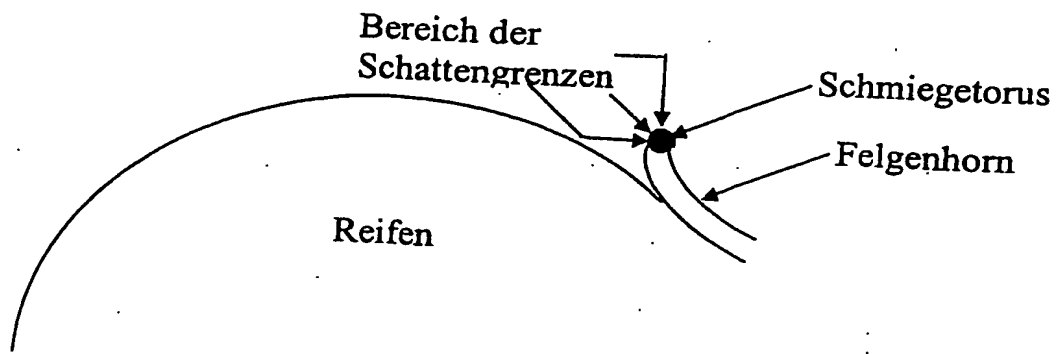 Bereich der
Schattengrenzen
Schmiegetorus
Felgenhorn
Reifen